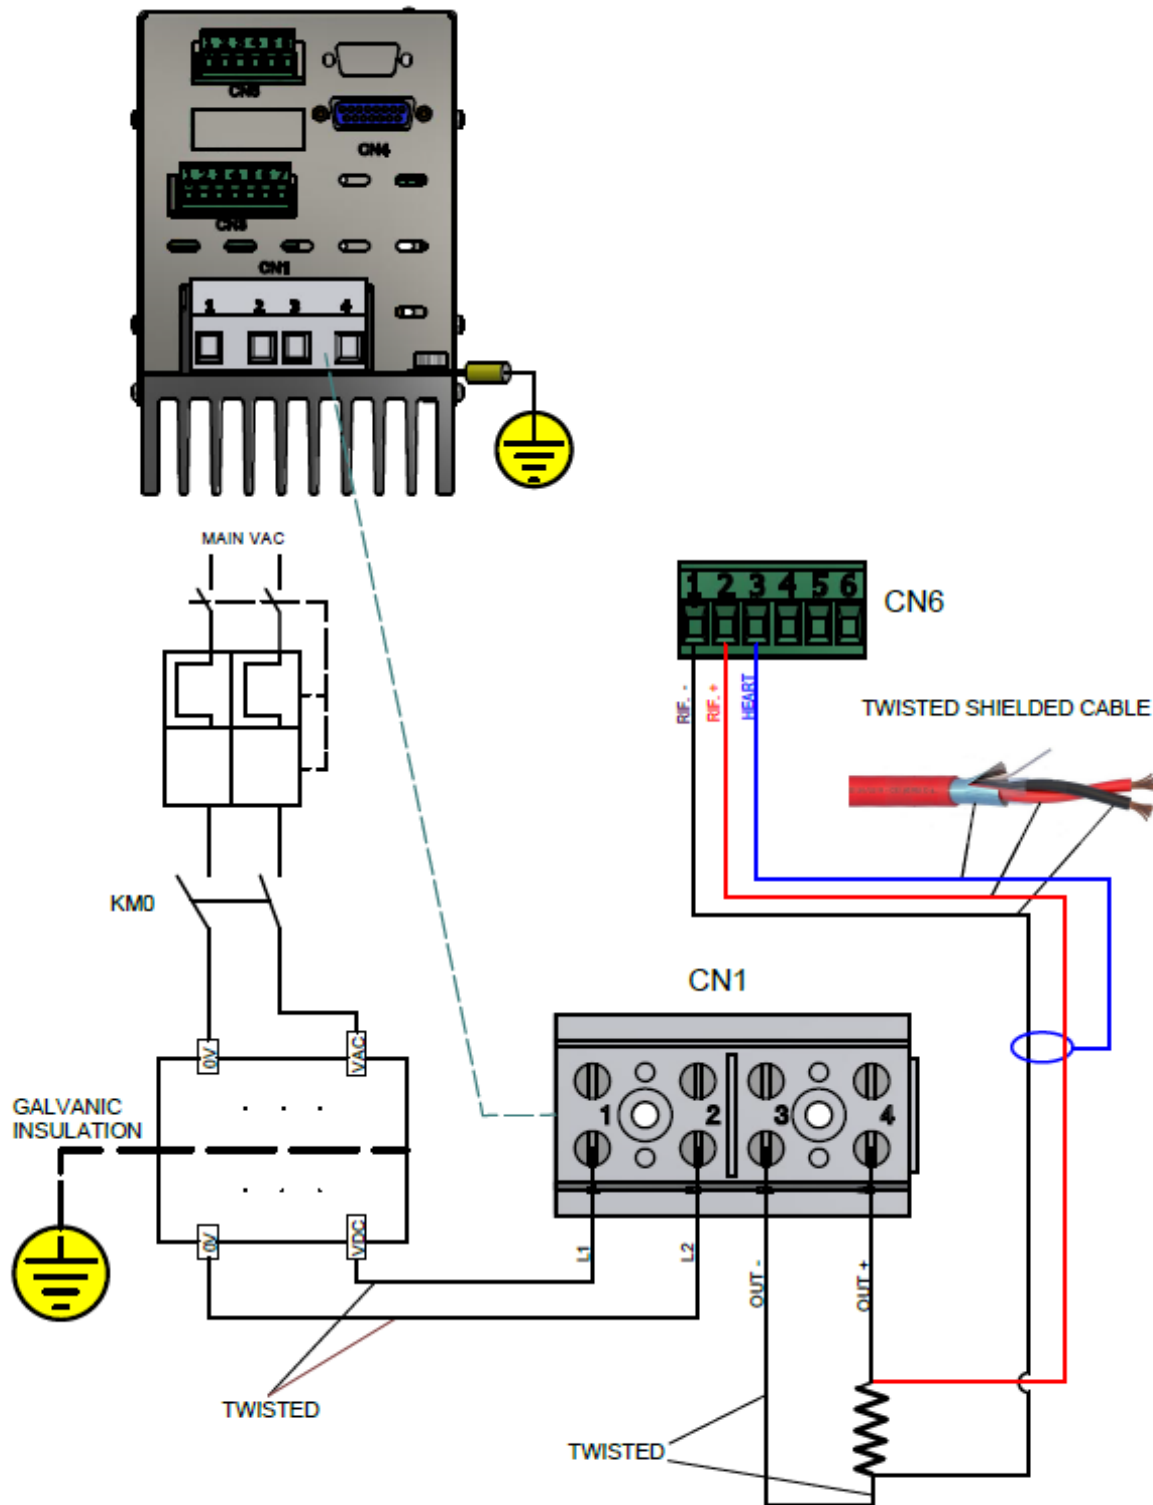 CN6
CN4
CN3
CN1
1 2 3 4
MAIN VAC
1 2 3 4 5 6
CN6
RIF. -
RIF. +
HEART
TWISTED SHIELDED CABLE
KM0
CN1
0V
VAC
GALVANIC
INSULATION
1 2 3 4
0V
VDC
L1
L2
OUT -
OUT +
TWISTED
TWISTED